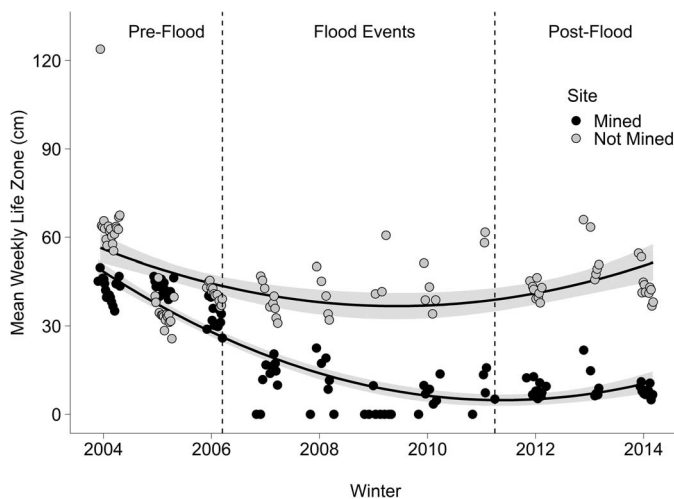 Pre-Flood Flood Events Post-Flood
120
Site
Mined
Not Mined
90
60
30
0
Mean Weekly Life Zone (cm)
2004 2006 2008 2010 2012 2014
Winter